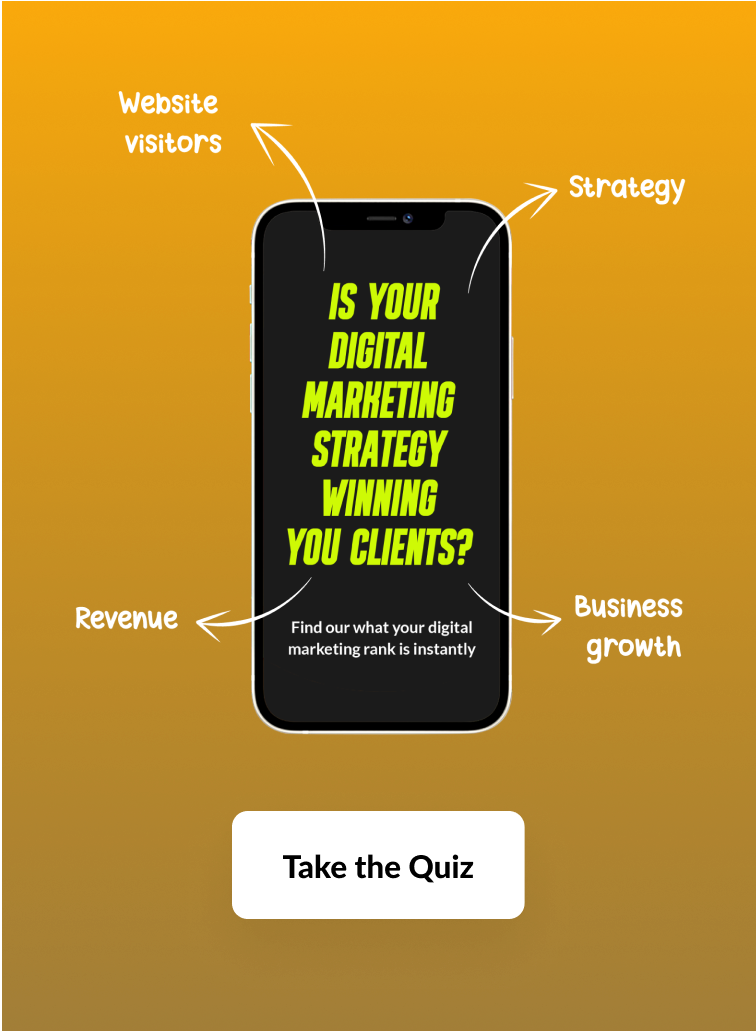 Website
visitors
Strategy
IS YOUR
DIGITAL
MARKETING
STRATEGY
WINNING
YOU CLIENTS?
Revenue
Business
growth
Find our what your digital
marketing rank is instantly
Take the Quiz